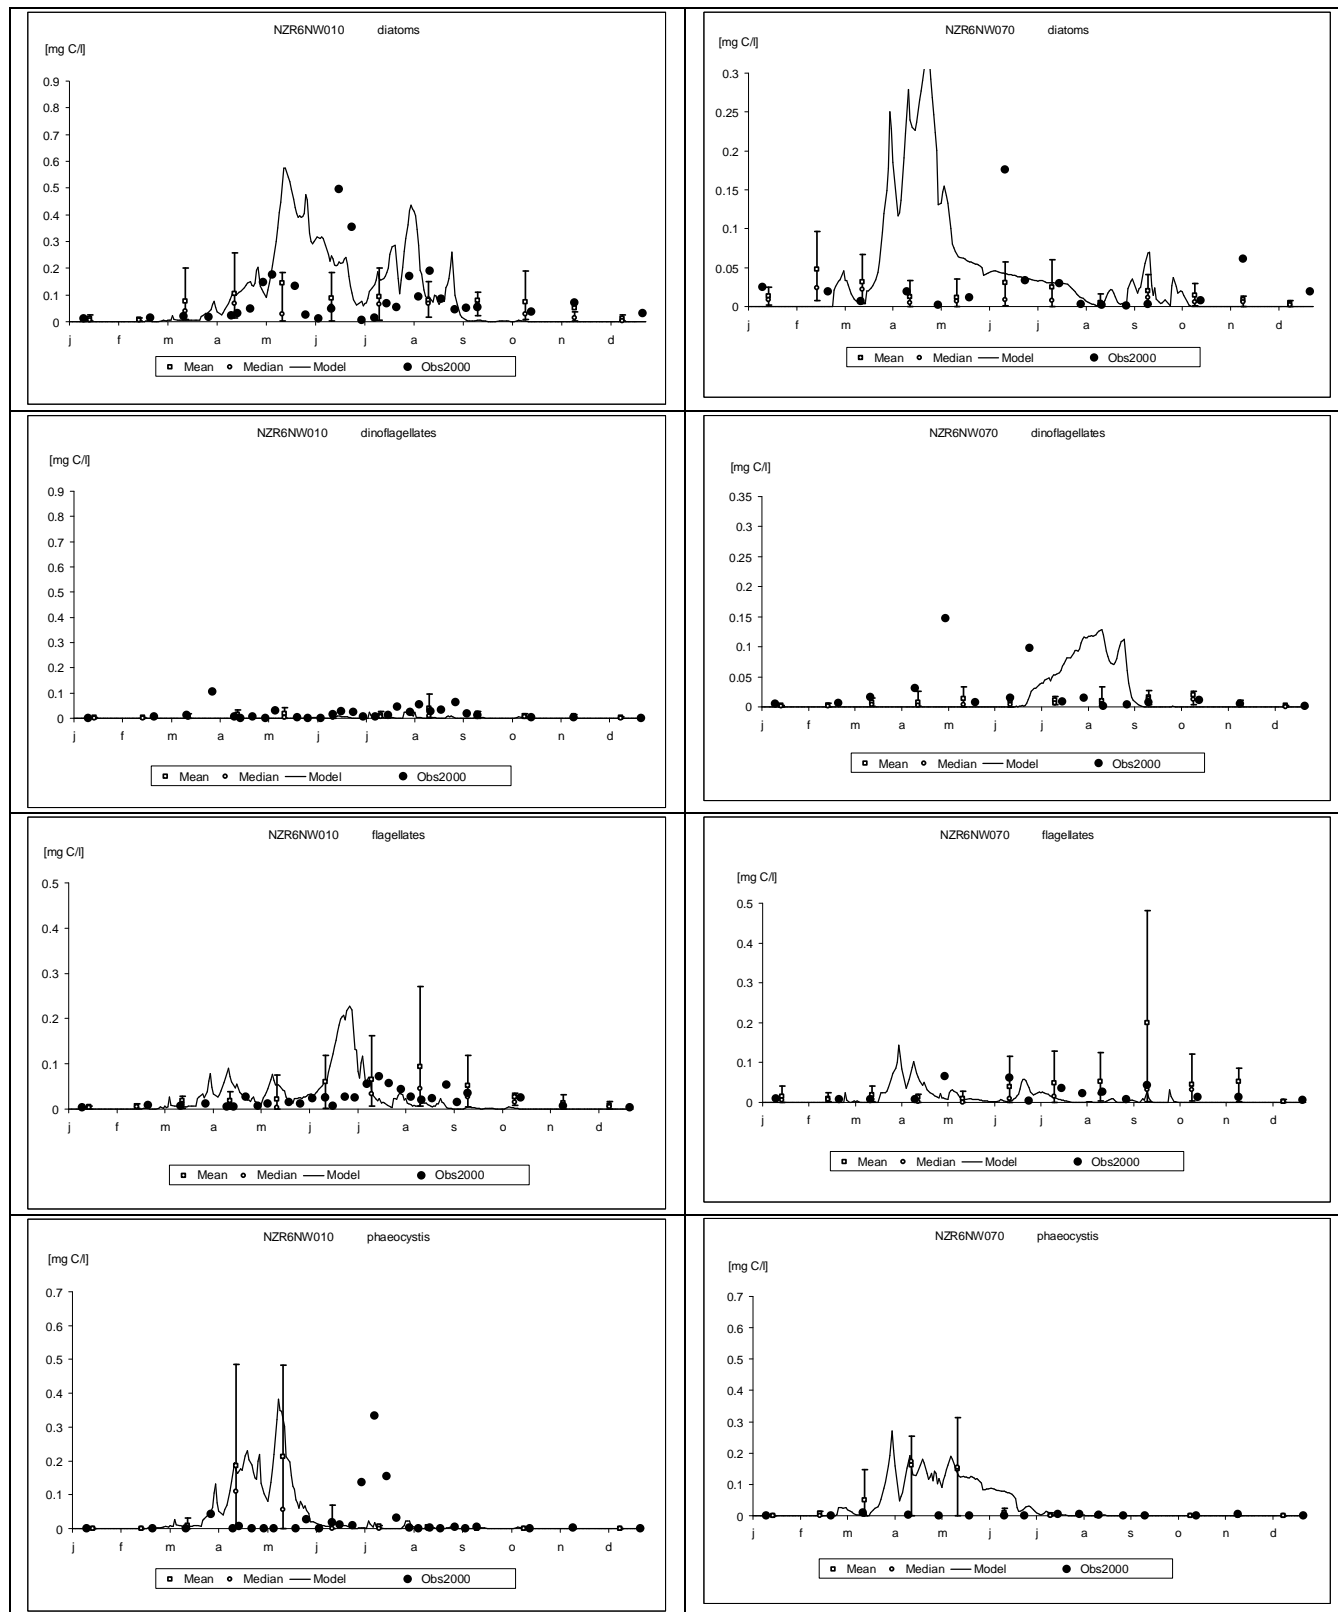 NZR6NW010 diatoms
[mg C/l]
0.9
0.8
0.7
0.6
0.5
0.4
0.3
0.2
0.1
0
j f m a m j j a s o n d
Mean Median Model Obs2000
NZR6NW070 diatoms
[mg C/l]
0.3
0.25
0.2
0.15
0.1
0.05
0
j f m a m j j a s o n d
Mean Median Model Obs2000
NZR6NW010 dinoflagellates
[mg C/l]
0.9
0.8
0.7
0.6
0.5
0.4
0.3
0.2
0.1
0
j f m a m j j a s o n d
Mean Median Model Obs2000
NZR6NW070 dinoflagellates
[mg C/l]
0.35
0.3
0.25
0.2
0.15
0.1
0.05
0
j f m a m j j a s o n d
Mean Median Model Obs2000
NZR6NW010 flagellates
[mg C/l]
0.5
0.4
0.3
0.2
0.1
0
j f m a m j j a s o n d
Mean Median Model Obs2000
NZR6NW070 flagellates
[mg C/l]
0.5
0.4
0.3
0.2
0.1
0
j f m a m j j a s o n d
Mean Median Model Obs2000
NZR6NW010 phaeocystis
[mg C/l]
0.7
0.6
0.5
0.4
0.3
0.2
0.1
0
j f m a m j j a s o n d
Mean Median Model Obs2000
NZR6NW070 phaeocystis
[mg C/l]
0.7
0.6
0.5
0.4
0.3
0.2
0.1
0
j f m a m j j a s o n d
Mean Median Model Obs2000